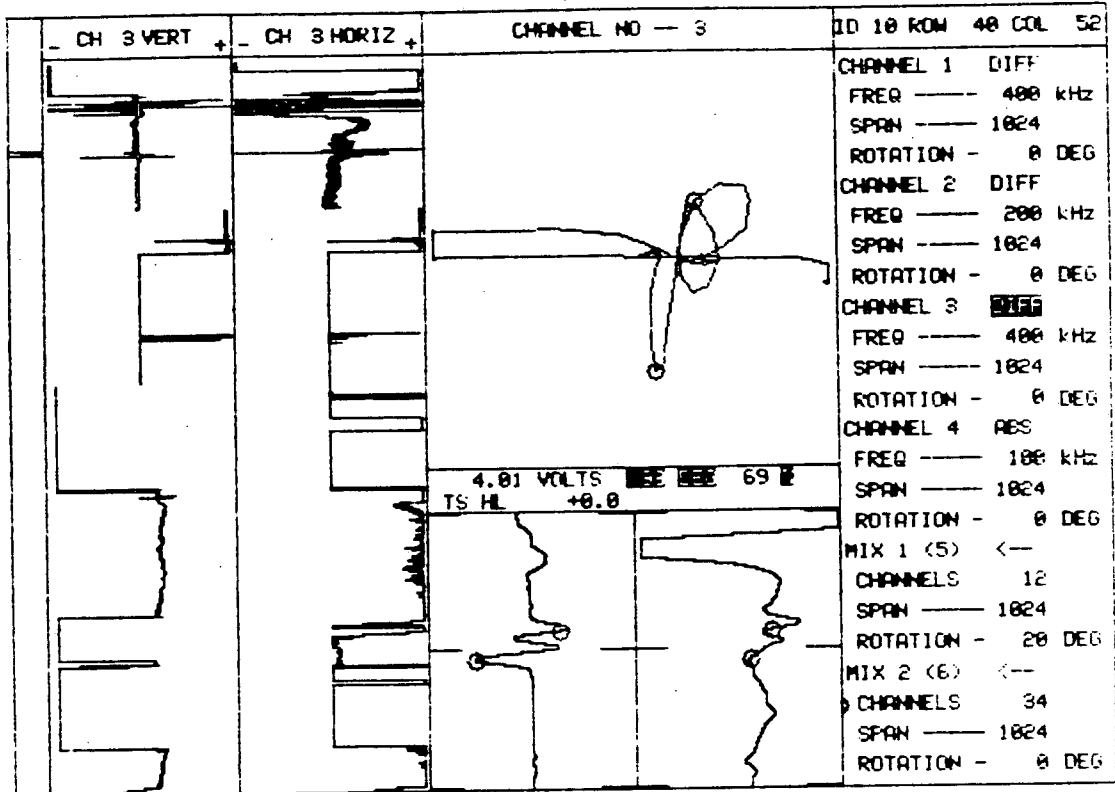 - CH 3 VERT +
- CH 3 HORIZ +
CHANNEL NO -- 3
ID 10 ROW 40 COL 52
CHANNEL 1 DIFF
FREQ ----- 400 kHz
SPAN ----- 1024
ROTATION - 0 DEG
CHANNEL 2 DIFF
FREQ ----- 200 kHz
SPAN ----- 1024
ROTATION - 0 DEG
CHANNEL 3 DIFF
FREQ ----- 400 kHz
SPAN ----- 1024
ROTATION - 0 DEG
CHANNEL 4 ABS
FREQ ----- 100 kHz
SPAN ----- 1024
ROTATION - 0 DEG
MIX 1 (5) <--
CHANNELS 12
SPAN ----- 1024
ROTATION - 20 DEG
MIX 2 (6) <--
CHANNELS 34
SPAN ----- 1024
ROTATION - 0 DEG
4.01 VOLTS 69
TS HL +0.0